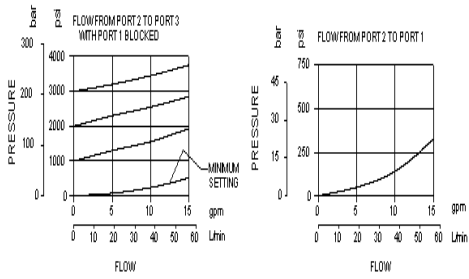 bar psi
FLOW FROM PORT 2 TO PORT 3
WITH PORT 1 BLOCKED
300
200
100
0
PRESSURE
4000
3000
2000
1000
0
MINIMUM
SETTING
0 5 10 15 gpm
0 10 20 30 40 50 60 L/min
FLOW
bar psi
FLOW FROM PORT 2 TO PORT 1
45
30
15
0
PRESSURE
750
500
250
0
0 5 10 15 gpm
0 10 20 30 40 50 60 L/min
FLOW